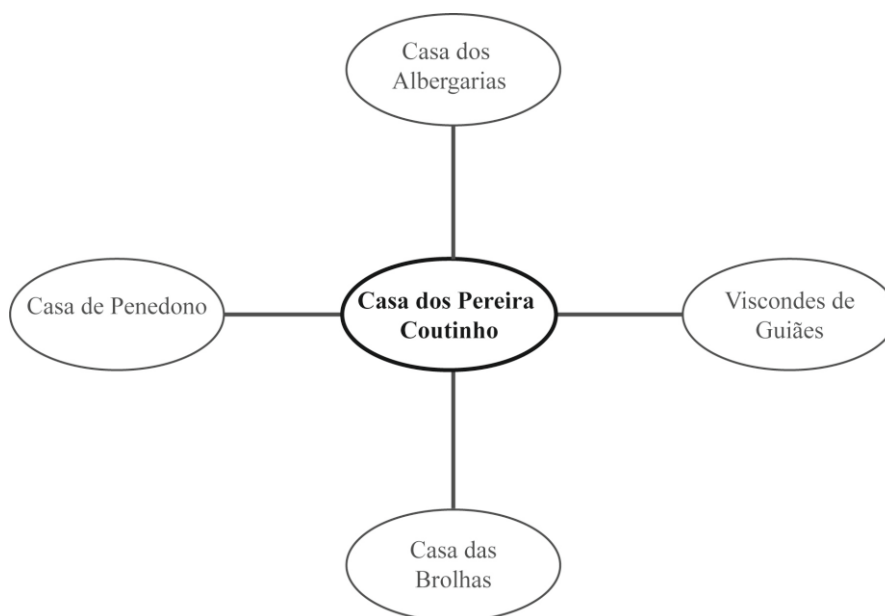 Casa dos
Albergarias
Casa de Penedono
Casa dos Pereira
Coutinho
Viscondes de
Guiães
Casa das
Brolhas